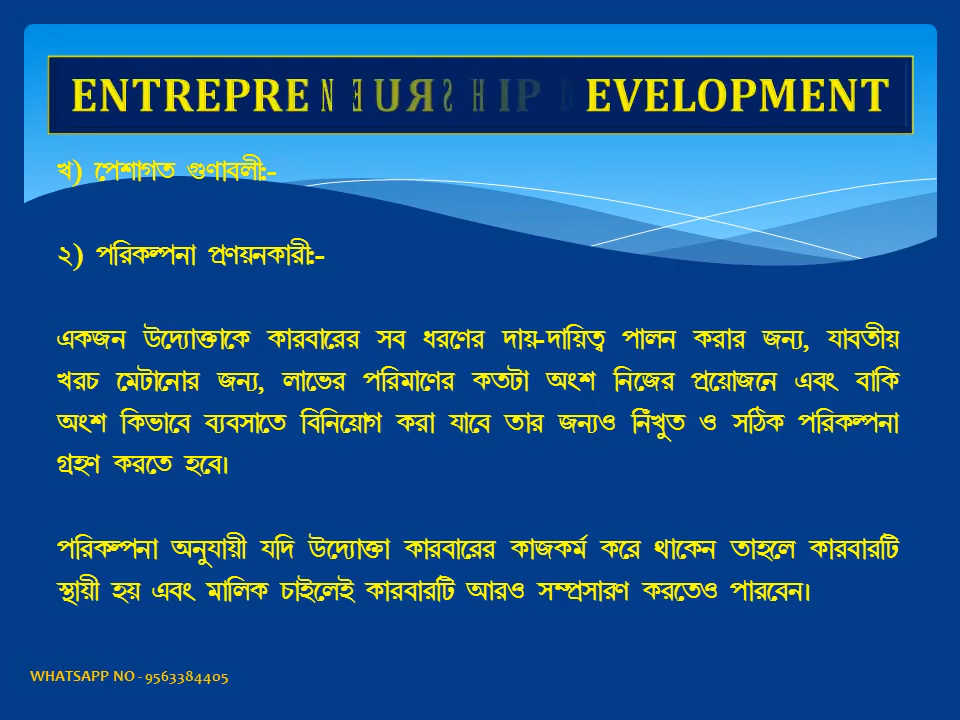 ENTREPRENEURSHIP DEVELOPMENT
খ) পেশাগত গুণাবলী:-
২) পরিকল্পনা প্রণয়নকারী:-
একজন উদ্যোক্তাকে কারবারের সব ধরণের দায়-দায়িত্ব পালন করার জন্য, যাবতীয়
খরচ মেটানোর জন্য, লাভের পরিমাণের কতটা অংশ নিজের প্রয়োজনে এবং বাকি
অংশ কিভাবে ব্যবসাতে বিনিয়োগ করা যাবে তার জন্যও নিঁখুত ও সঠিক পরিকল্পনা
গ্রহণ করতে হবে।
পরিকল্পনা অনুযায়ী যদি উদ্যোক্তা কারবারের কাজকর্ম করে থাকেন তাহলে কারবারটি
স্থায়ী হয় এবং মালিক চাইলেই কারবারটি আরও সম্প্রসারণ করতেও পারবেন।
WHATSAPP NO - 9563384405